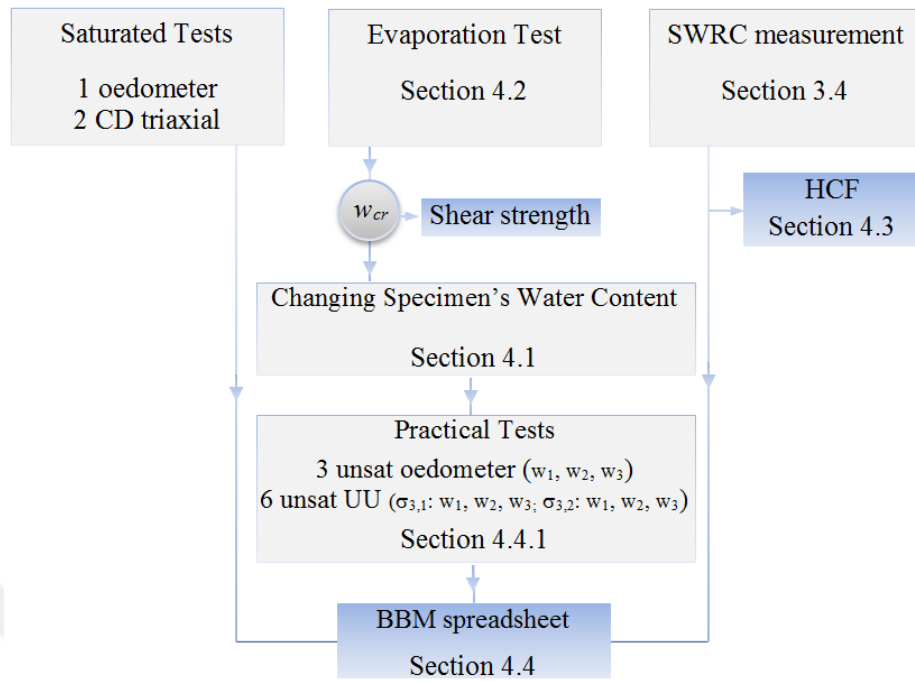 Saturated Tests
1 oedometer
2 CD triaxial
Evaporation Test
Section 4.2
SWRC measurement
Section 3.4
HCF
Section 4.3
w_cr
Shear strength
Changing Specimen’s Water Content
Section 4.1
Practical Tests
3 unsat oedometer (w₁, w₂, w₃)
6 unsat UU (σ₃,₁: w₁, w₂, w₃; σ₃,₂: w₁, w₂, w₃)
Section 4.4.1
BBM spreadsheet
Section 4.4